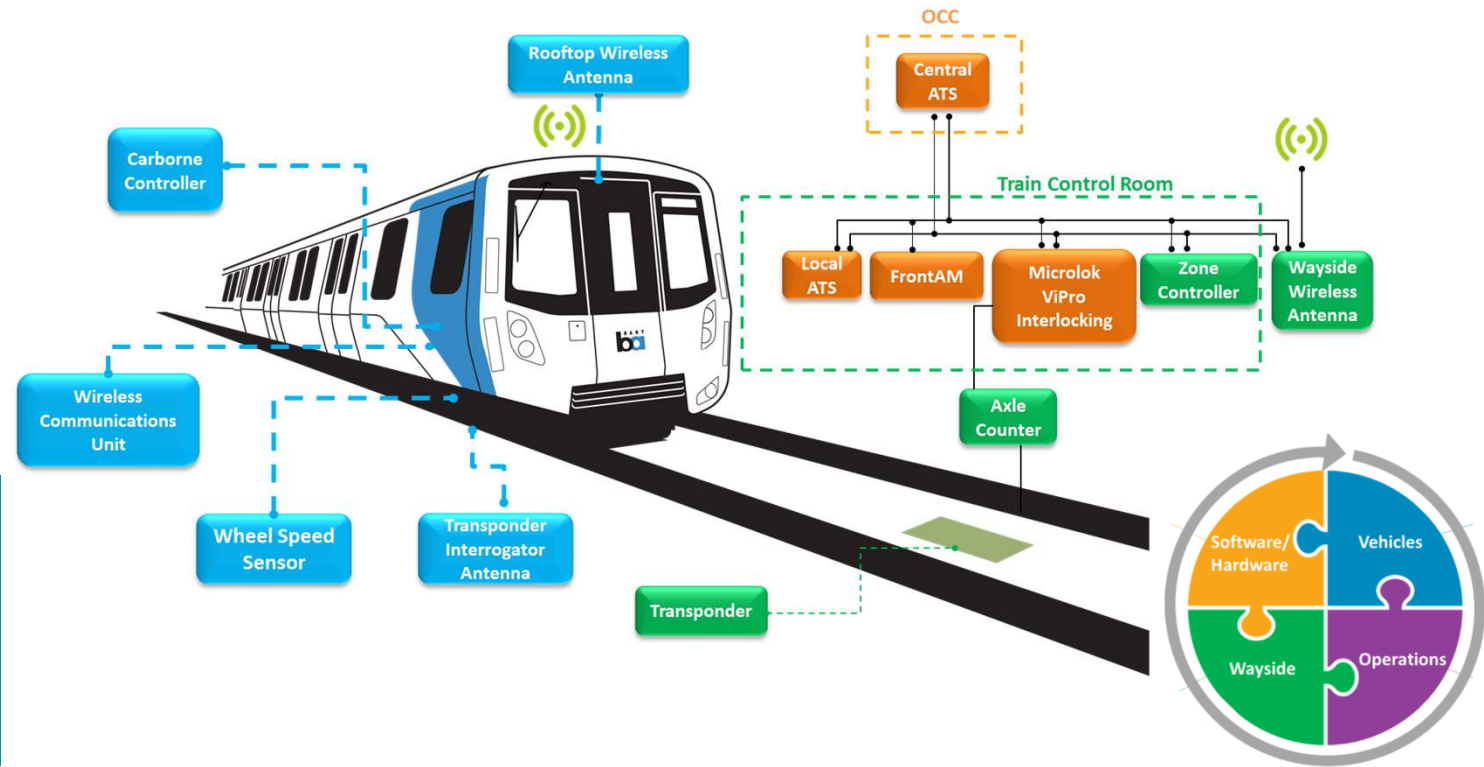 OCC
Rooftop Wireless
Antenna
Central
ATS
Carborne
Controller
Train Control Room
Local
ATS
FrontAM
Microlok
ViPro
Interlocking
Zone
Controller
Wayside
Wireless
Antenna
BART
ba
Wireless
Communications
Unit
Axle
Counter
Wheel Speed
Sensor
Transponder
Interrogator
Antenna
Transponder
Software/
Hardware
Vehicles
Wayside
Operations